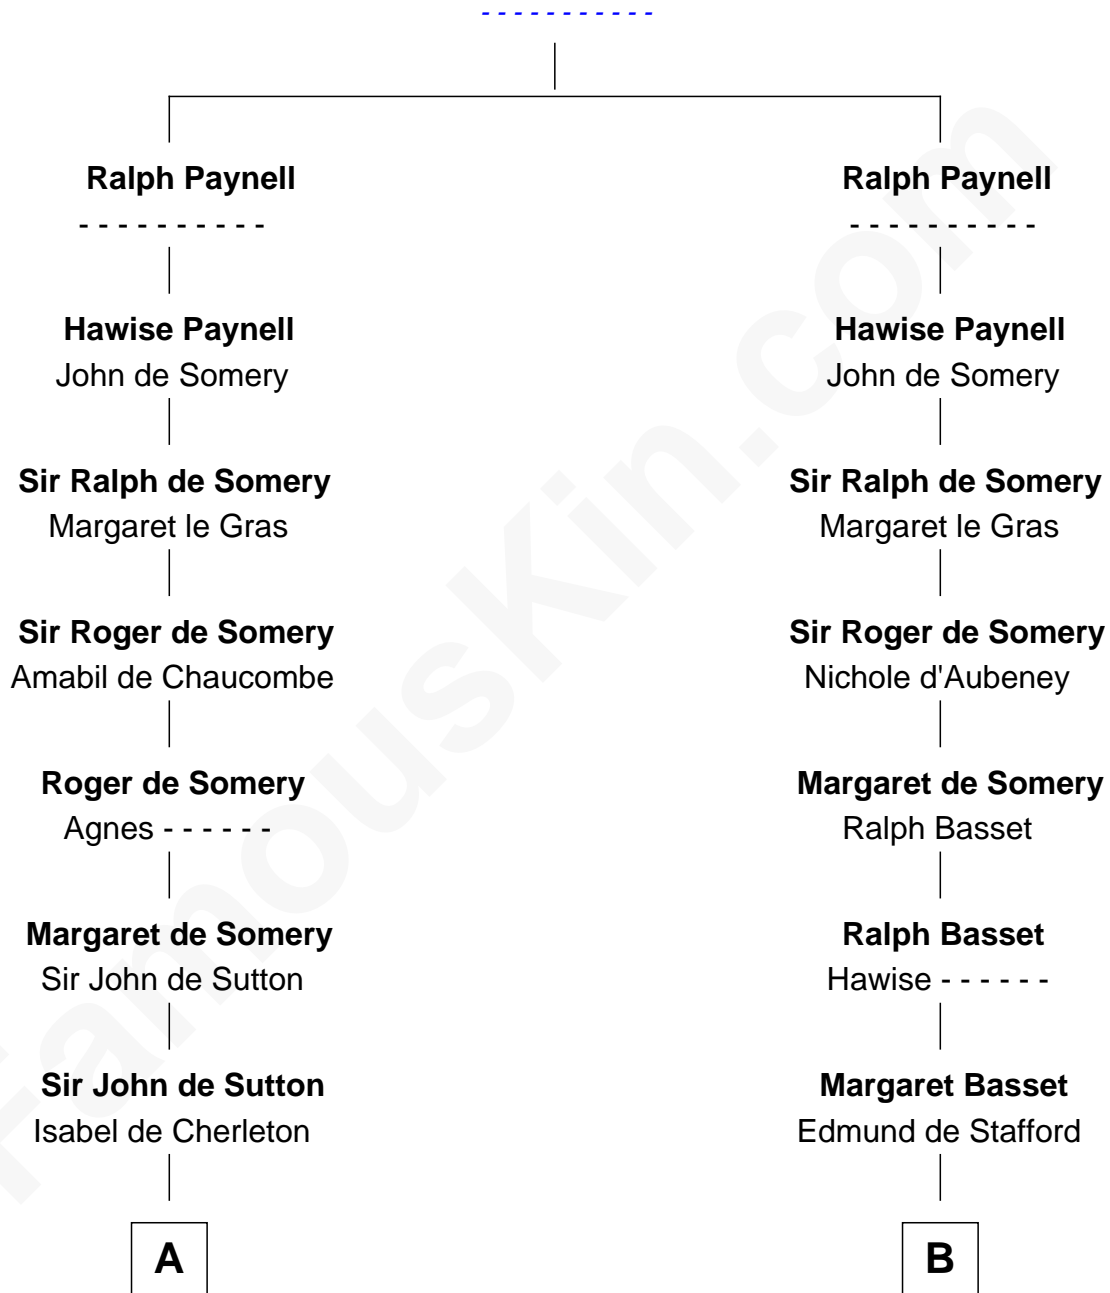 - - - - - - - - - - -
Ralph Paynell
- - - - - - - - - -
Hawise Paynell
John de Somery
Sir Ralph de Somery
Margaret le Gras
Sir Roger de Somery
Amabil de Chaucombe
Roger de Somery
Agnes - - - - - -
Margaret de Somery
Sir John de Sutton
Sir John de Sutton
Isabel de Cherleton
A
Ralph Paynell
- - - - - - - - - -
Hawise Paynell
John de Somery
Sir Ralph de Somery
Margaret le Gras
Sir Roger de Somery
Nichole d'Aubeney
Margaret de Somery
Ralph Basset
Ralph Basset
Hawise - - - - - -
Margaret Basset
Edmund de Stafford
B
FamousKin.com